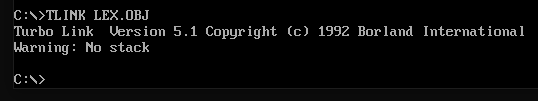 C:\>TLINK LEX.OBJ
Turbo Link  Version 5.1 Copyright (c) 1992 Borland International
Warning: No stack
C:\>